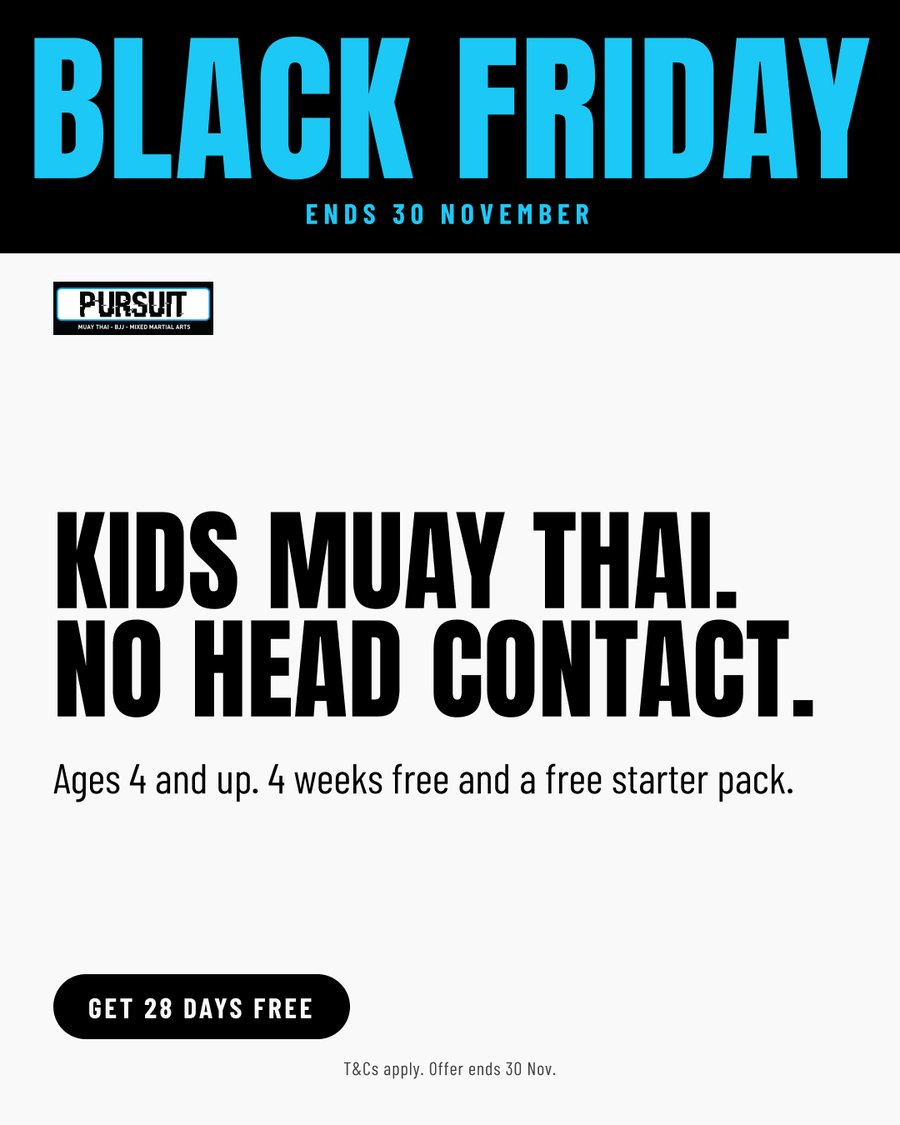 BLACK FRIDAY
ENDS 30 NOVEMBER
PURSUIT
MUAY THAI - BJJ - MIXED MARTIAL ARTS
KIDS MUAY THAI.
NO HEAD CONTACT.
Ages 4 and up. 4 weeks free and a free starter pack.
GET 28 DAYS FREE
T&Cs apply. Offer ends 30 Nov.